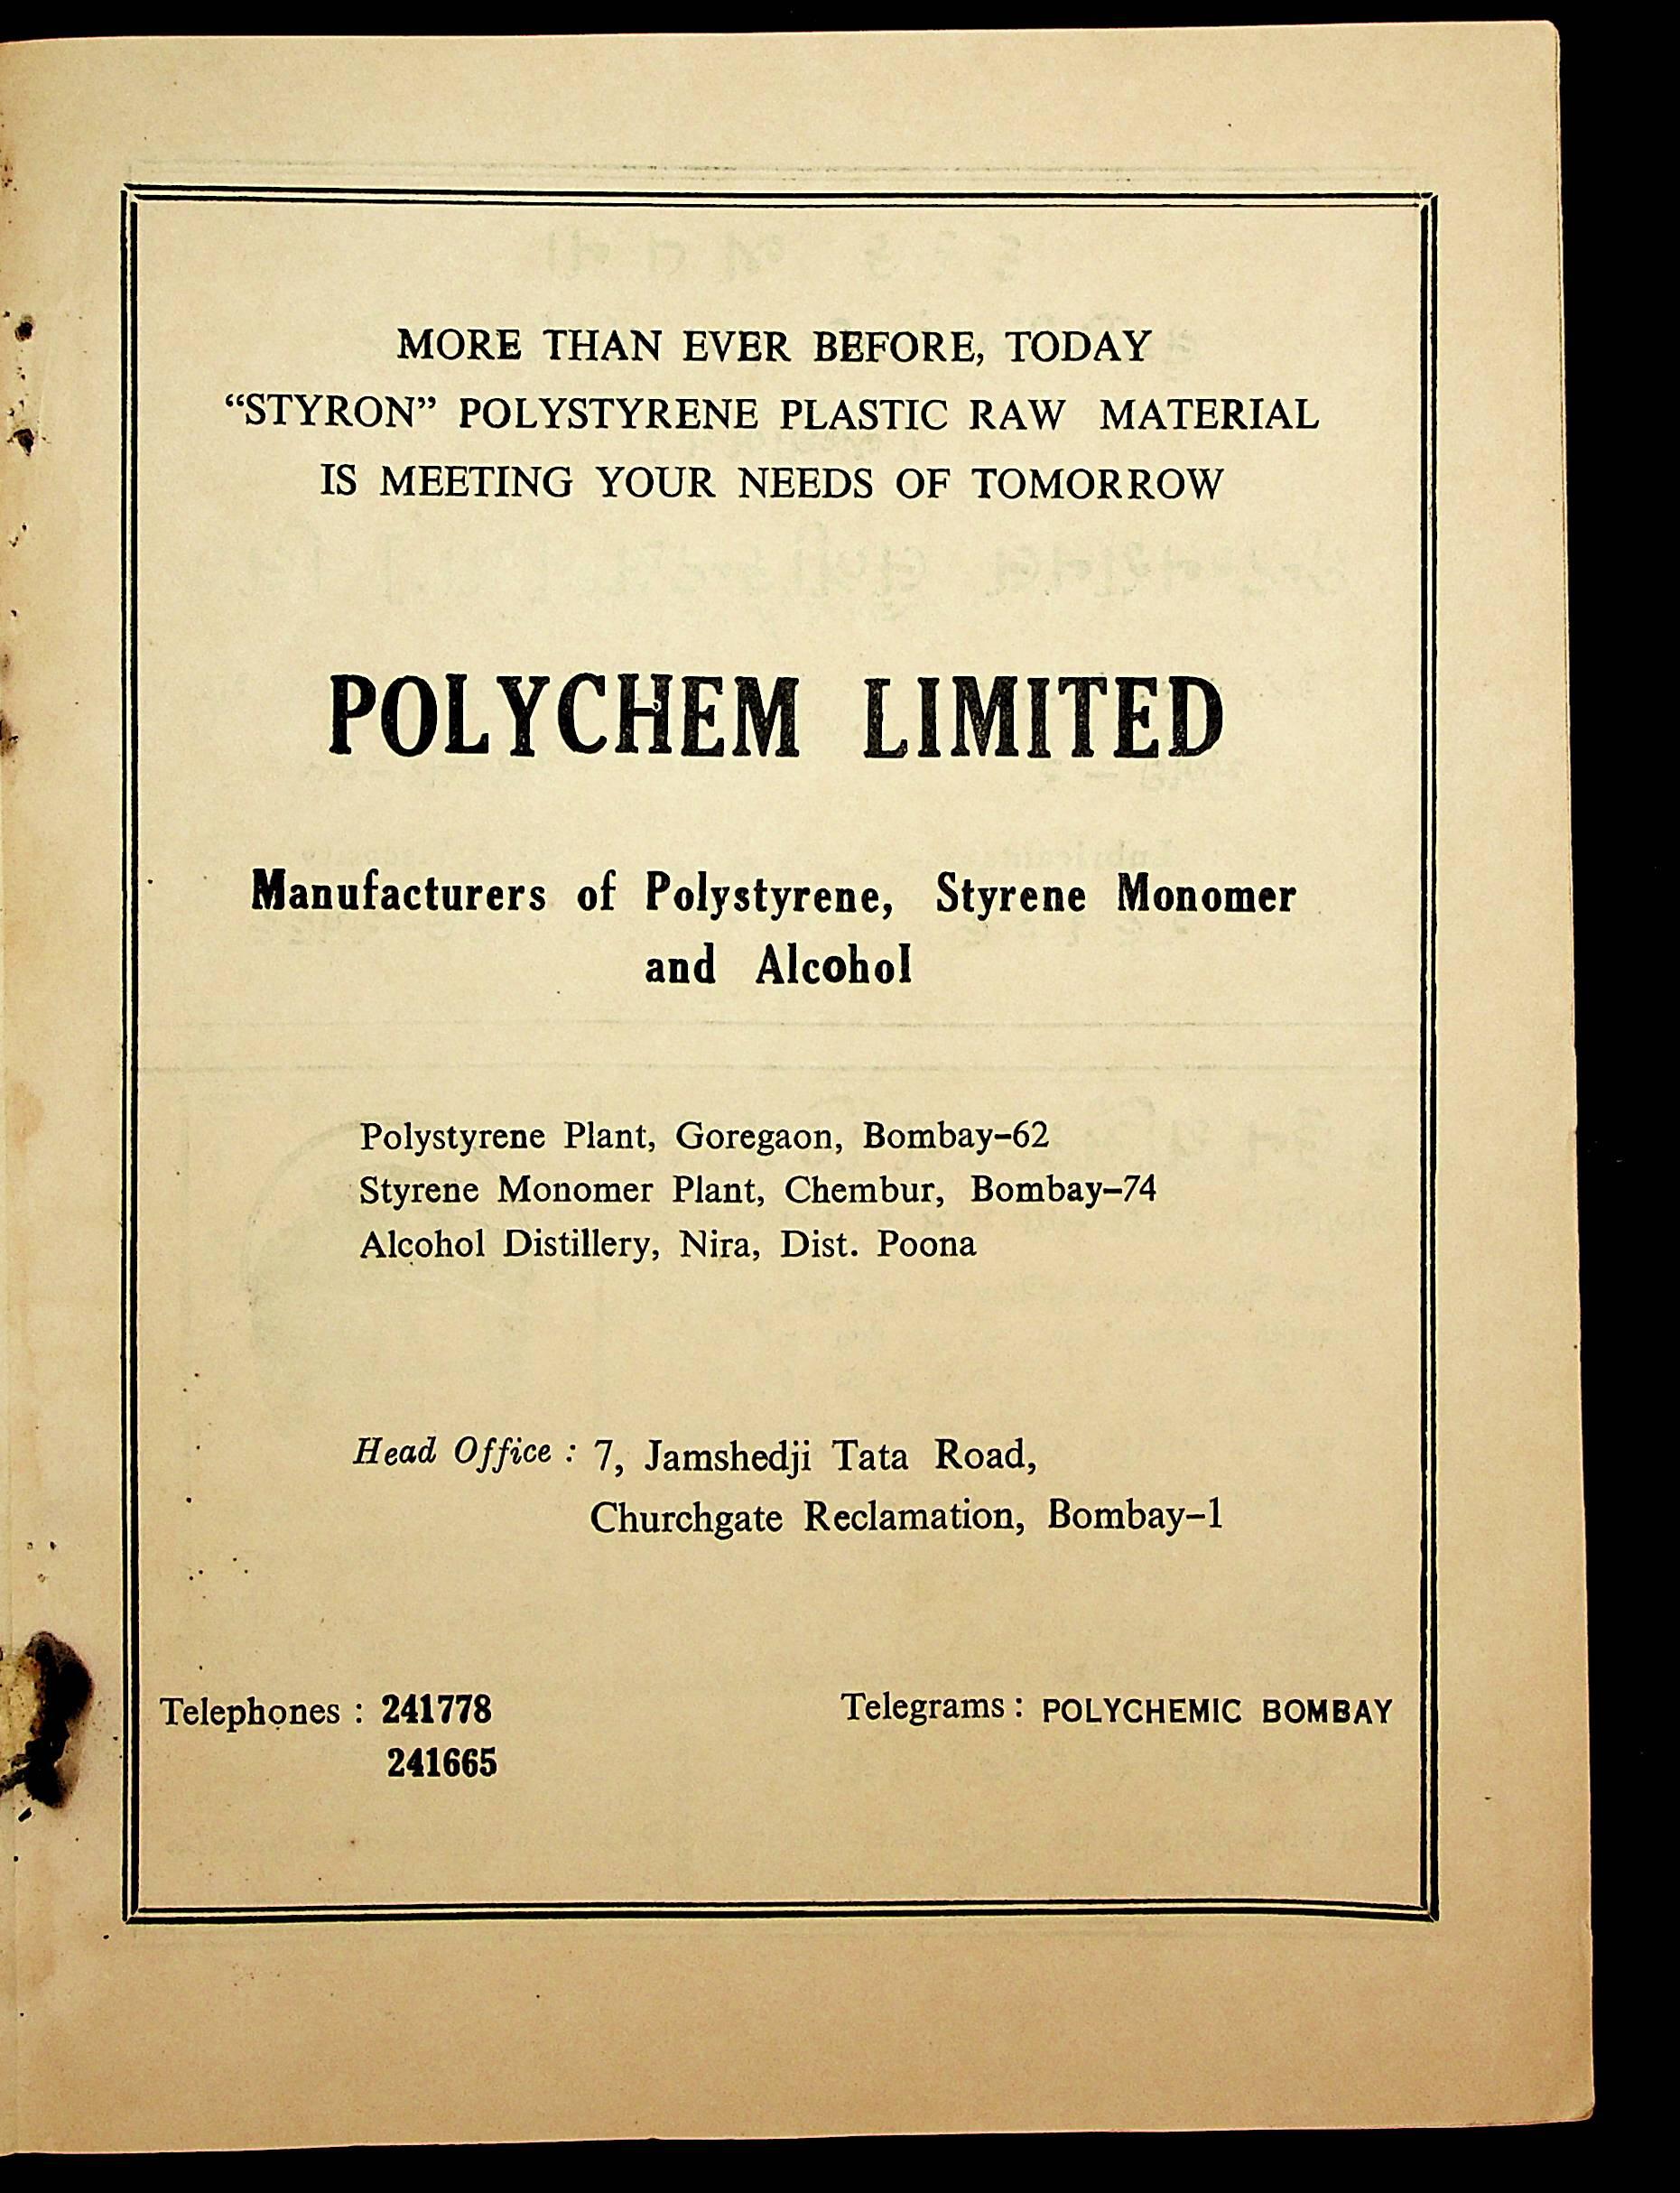 MORE THAN EVER BEFORE, TODAY
“STYRON” POLYSTYRENE PLASTIC RAW MATERIAL
IS MEETING YOUR NEEDS OF TOMORROW
POLYCHEM LIMITED
Manufacturers of Polystyrene, Styrene Monomer
and Alcohol
Polystyrene Plant, Goregaon, Bombay–62
Styrene Monomer Plant, Chembur, Bombay–74
Alcohol Distillery, Nira, Dist. Poona
Head Office : 7, Jamshedji Tata Road,
Churchgate Reclamation, Bombay–1
Telephones : 241778
241665
Telegrams : POLYCHEMIC BOMBAY